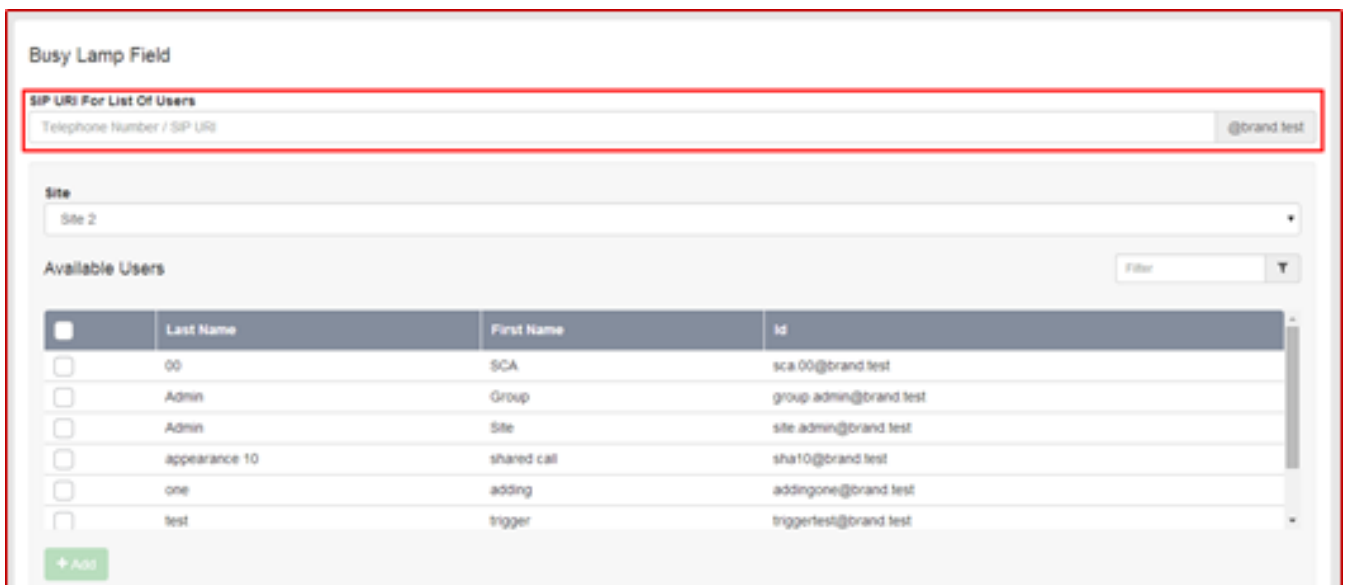 Busy Lamp Field
SIP URI For List Of Users
Telephone Number / SIP URI @brand.test
Site
Site 2
Available Users Filter
Last Name First Name Id
00 SCA sca.00@brand.test
Admin Group group.admin@brand.test
Admin Site site.admin@brand.test
appearance 10 shared call sha10@brand.test
one adding addingone@brand.test
test trigger triggertest@brand.test
+ Add